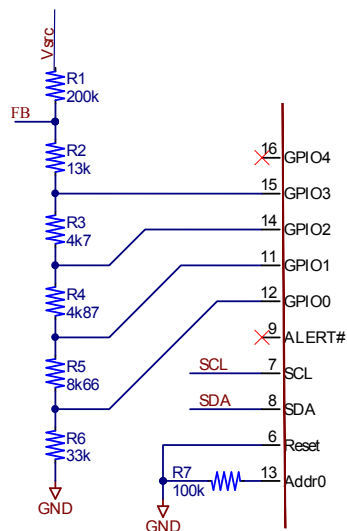 Vsrc
R1
200k
FB
R2
13k
16 GPIO4
15 GPIO3
R3
4k7
14 GPIO2
11 GPIO1
R4
4k87
12 GPIO0
9 ALERT#
R5
8k66
SCL 7 SCL
SDA 8 SDA
R6
33k
6 Reset
R7
100k
13 Addr0
GND
GND